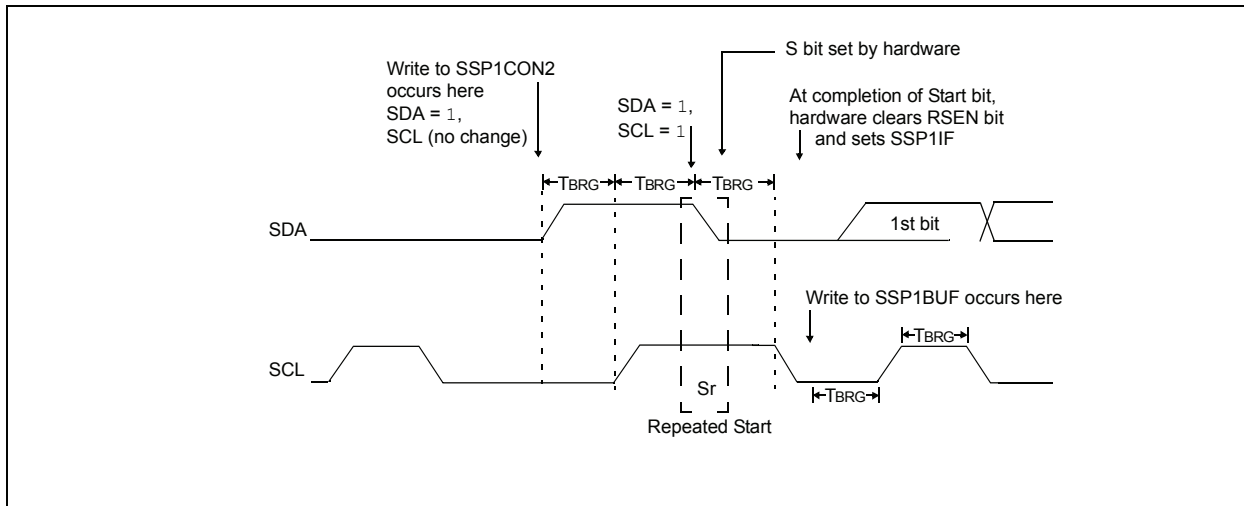 S bit set by hardware
Write to SSP1CON2
occurs here
SDA = 1,
SCL (no change)
SDA = 1,
SCL = 1
At completion of Start bit,
hardware clears RSEN bit
and sets SSP1IF
TBRG TBRG TBRG
SDA
1st bit
Write to SSP1BUF occurs here
TBRG
SCL
Sr
TBRG
Repeated Start